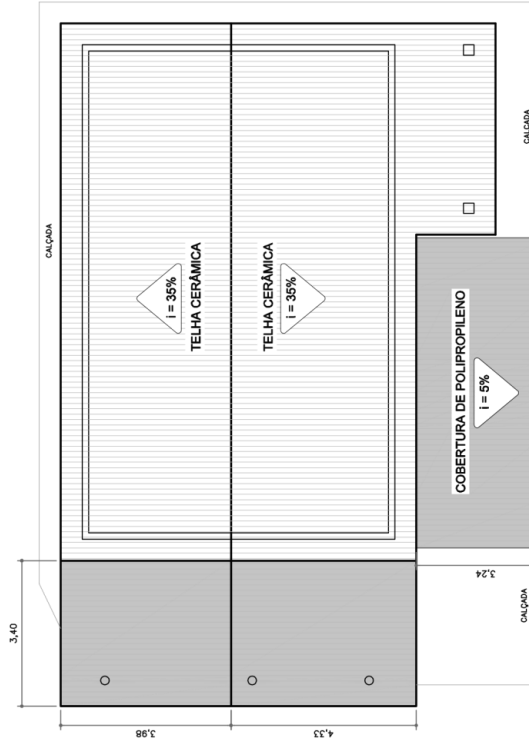 CALÇADA
CALÇADA
i = 35%
TELHA CERÂMICA
TELHA CERÂMICA
i = 35%
COBERTURA DE POLIPROPILENO
i = 5%
3,40
3,24
CALÇADA
3,98
4,33